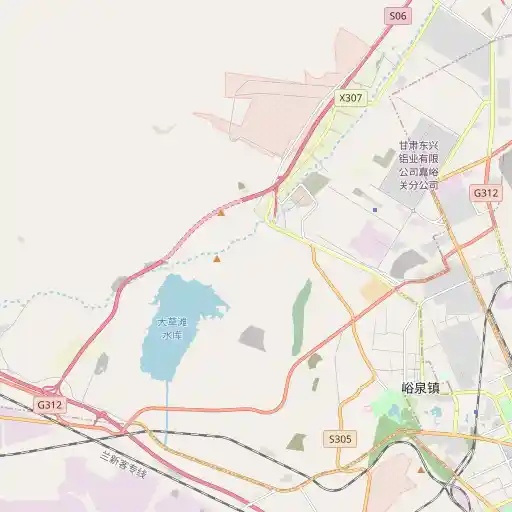 S06
X307
甘肃东兴
铝业有限
公司嘉峪
关分公司
G312
大草滩
水库
峪泉镇
G312
S305
兰新客专线